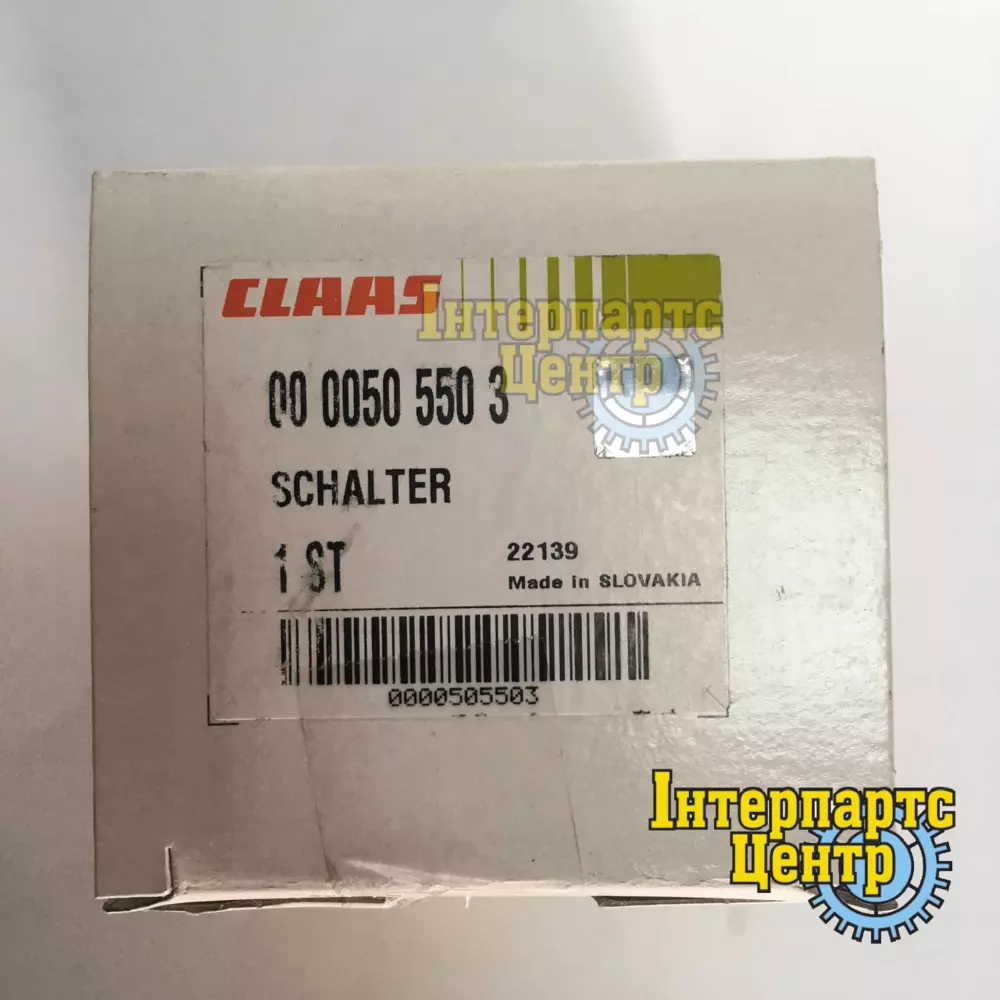 CLAAS
Інтерпартс
Центр
00 0050 550 3
SCHALTER
1 ST
22139
Made in SLOVAKIA
0000505503
Інтерпартс
Центр